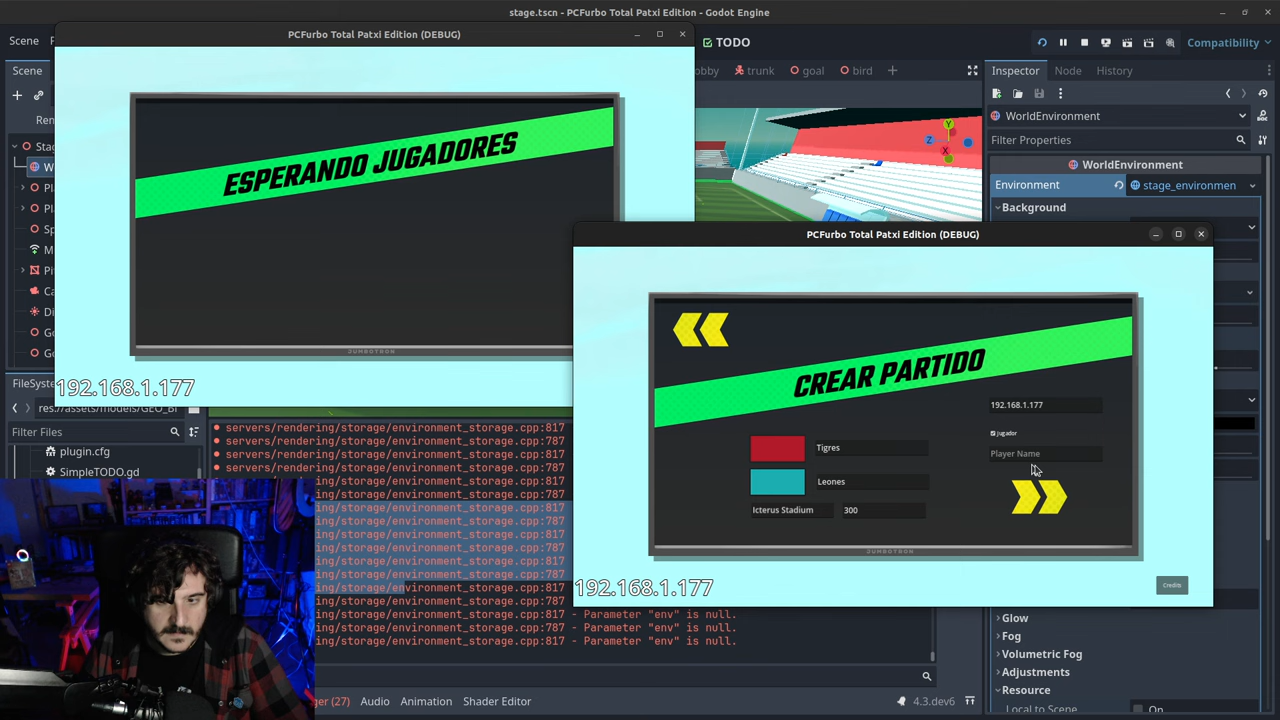 stage.tscn - PCFurbo Total Patxi Edition - Godot Engine
Scene
PCFurbo Total Patxi Edition (DEBUG)
TODO
Compatibility
Scene
trunk
goal
bird
Inspector
Node
History
WorldEnvironment
Filter Properties
WorldEnvironment
Environment
stage_environmen
Background
ESPERANDO JUGADORES
JUMBOTRON
192.168.1.177
PCFurbo Total Patxi Edition (DEBUG)
CREAR PARTIDO
192.168.1.177
Jugador
Player Name
Tigres
Leones
Icterus Stadium
300
JUMBOTRON
192.168.1.177
Credits
FileSystem
Filter Files
plugin.cfg
SimpleTODO.gd
servers/rendering/storage/environment_storage.cpp:817
servers/rendering/storage/environment_storage.cpp:787
servers/rendering/storage/environment_storage.cpp:817
servers/rendering/storage/environment_storage.cpp:787
ing/storage/environment_storage.cpp:817
ing/storage/environment_storage.cpp:787
ing/storage/environment_storage.cpp:817
ing/storage/environment_storage.cpp:787
ing/storage/environment_storage.cpp:817
ing/storage/environment_storage.cpp:787
ing/storage/environment_storage.cpp:817
ing/storage/environment_storage.cpp:787
ing/storage/environment_storage.cpp:817
ing/storage/environment_storage.cpp:787
ing/storage/environment_storage.cpp:817 - Parameter "env" is null.
ing/storage/environment_storage.cpp:787 - Parameter "env" is null.
ing/storage/environment_storage.cpp:817 - Parameter "env" is null.
Glow
Fog
Volumetric Fog
Adjustments
Resource
Local to Scene
On
(27)
Audio
Animation
Shader Editor
4.3.dev6